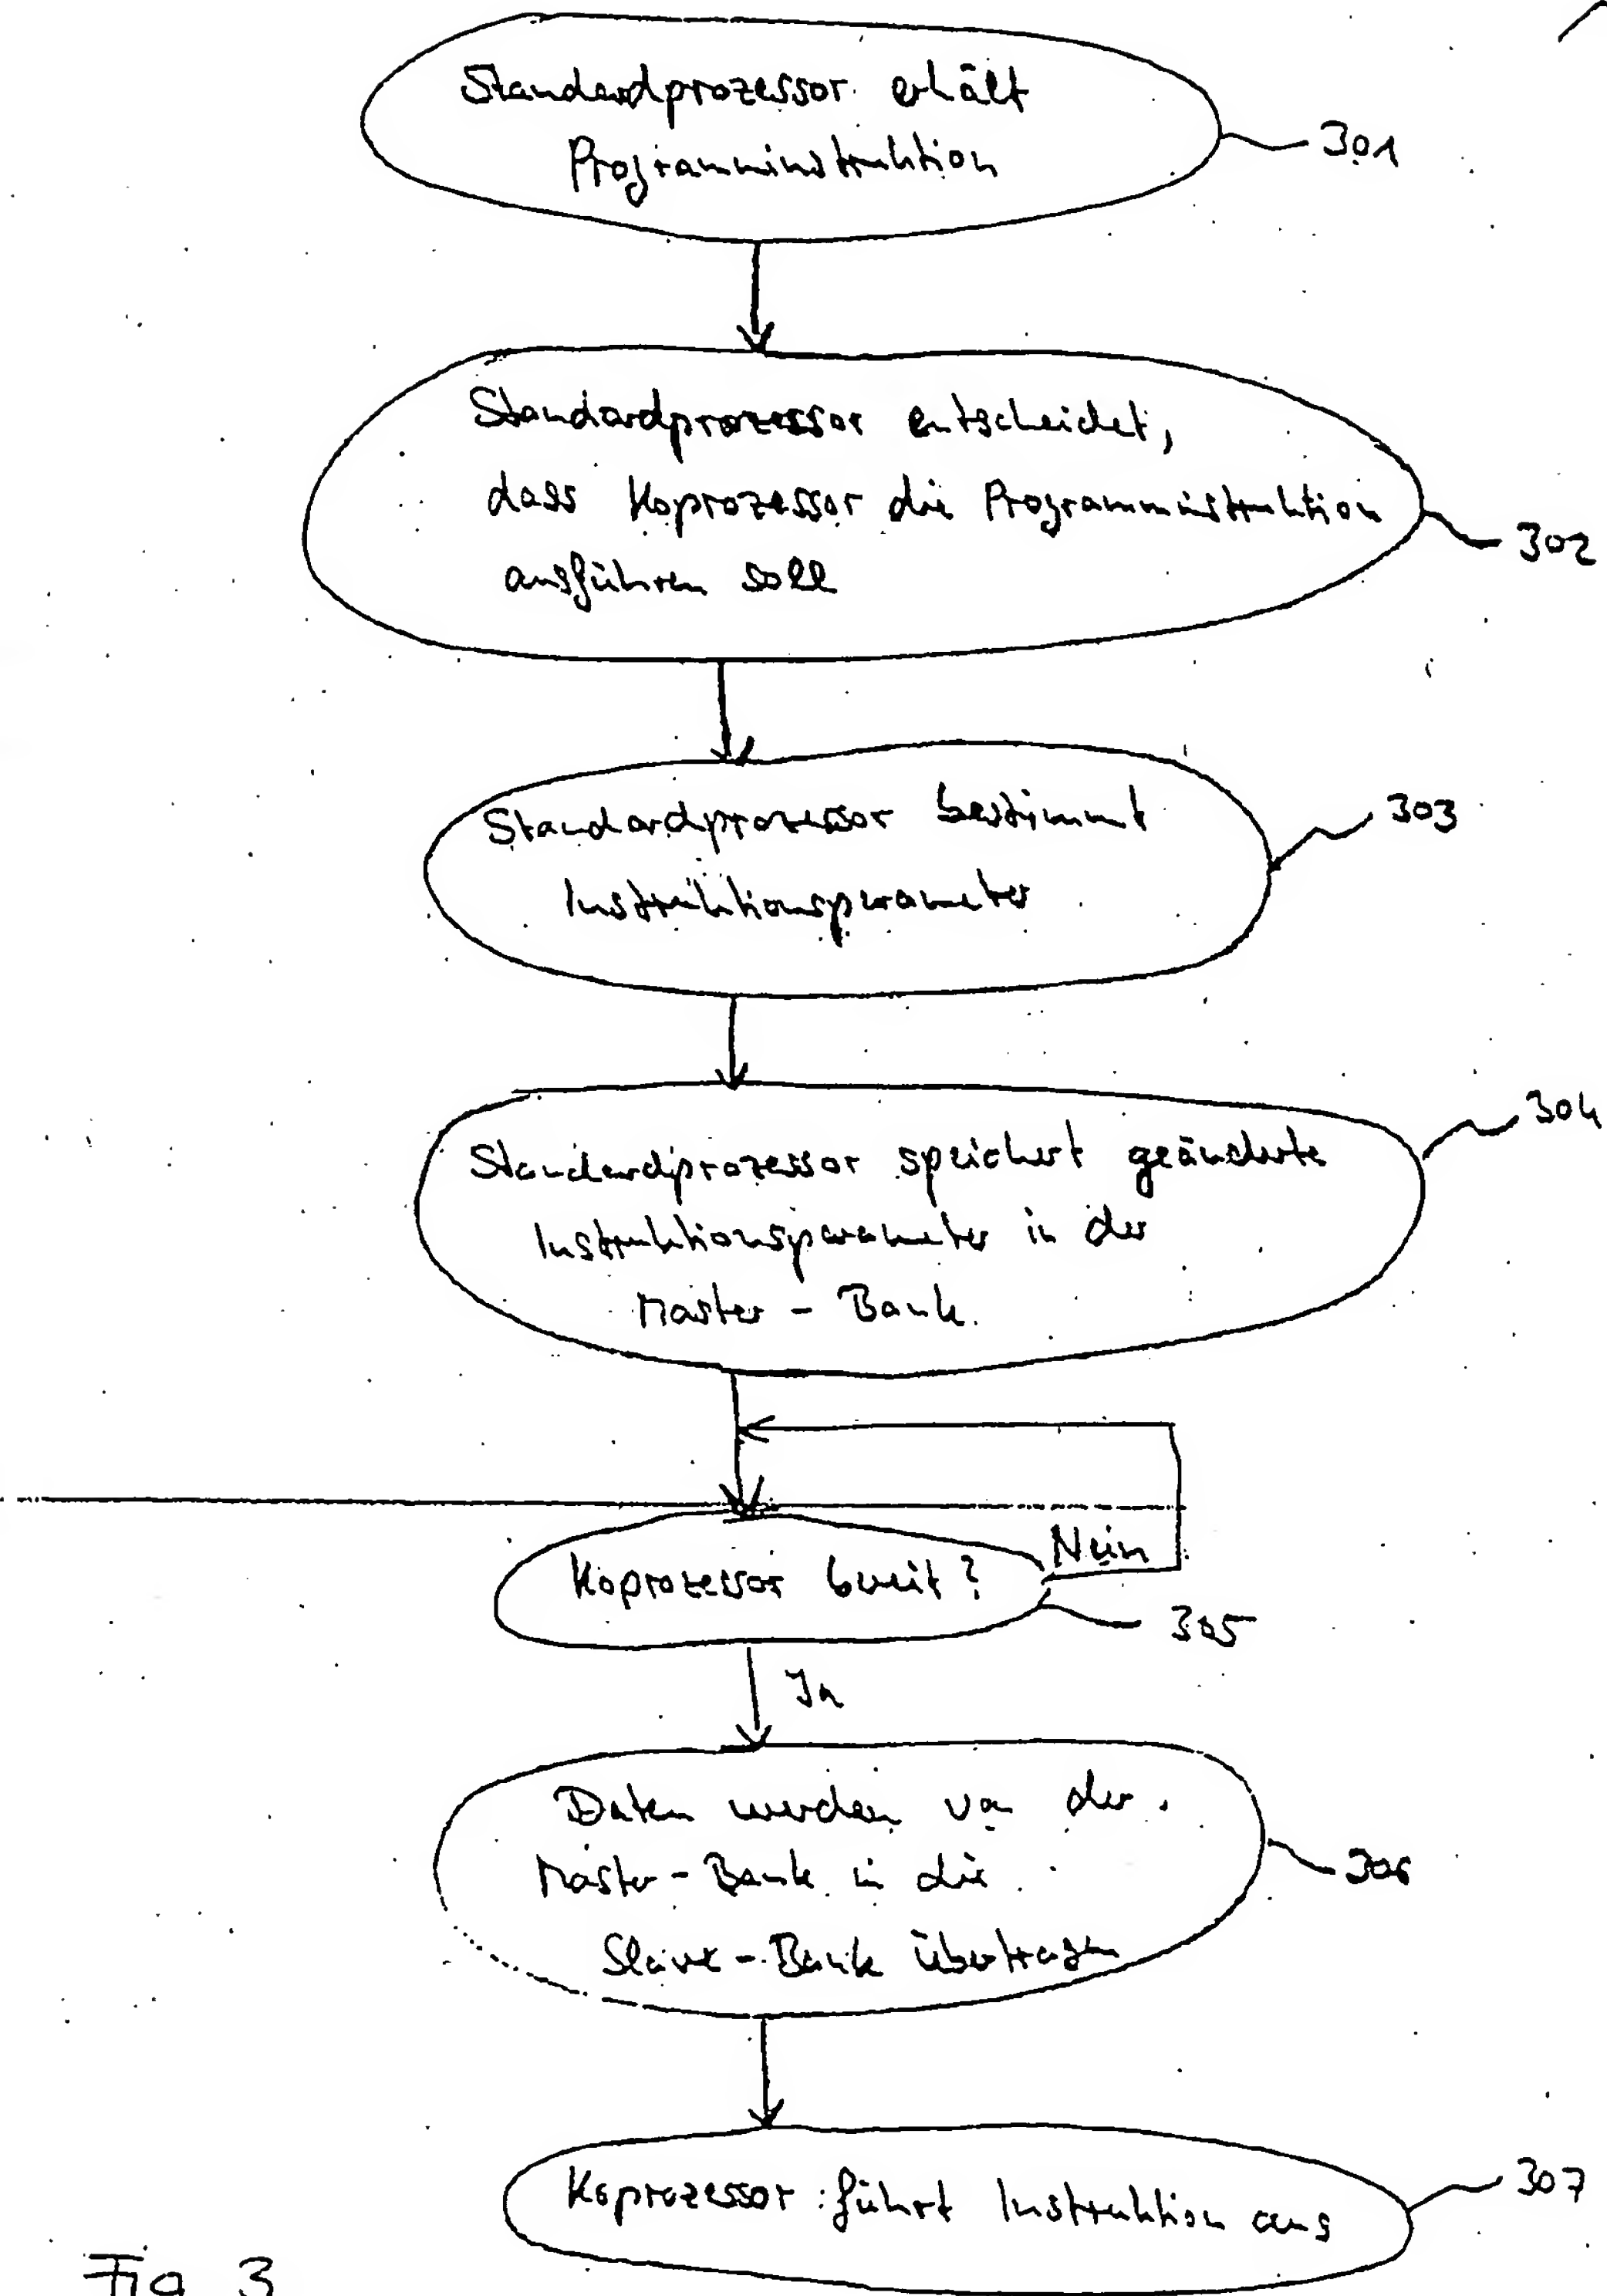 Standardprozessor erhält
Programminstruktion
301
Standardprozessor entscheidet,
dass Koprozessor die Programminstruktion
ausführen soll
302
Standardprozessor bestimmt
Instruktionsparameter
303
Standardprozessor speichert geänderte
Instruktionsparameter in der
Master - Bank.
304
Koprozessor bereit?
Nein
305
Ja
Daten werden von der
Master - Bank in die
Slave - Bank übertragen
306
Koprozessor führt Instruktion aus
307
Fig 3